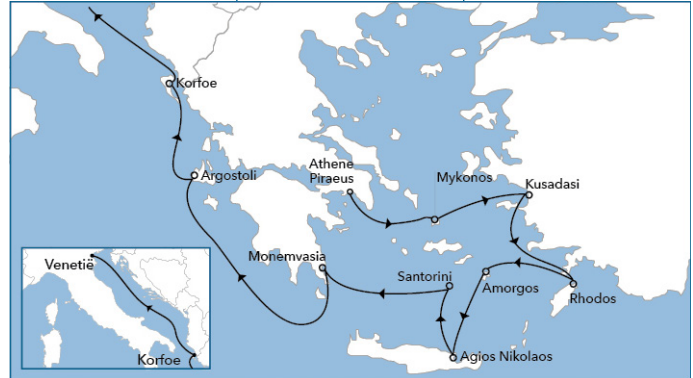 Korfoe
Argostoli
Athene
Piraeus
Mykonos
Kusadasi
Monemvasia
Santorini
Amorgos
Rhodos
Agios Nikolaos
Venetië
Korfoe